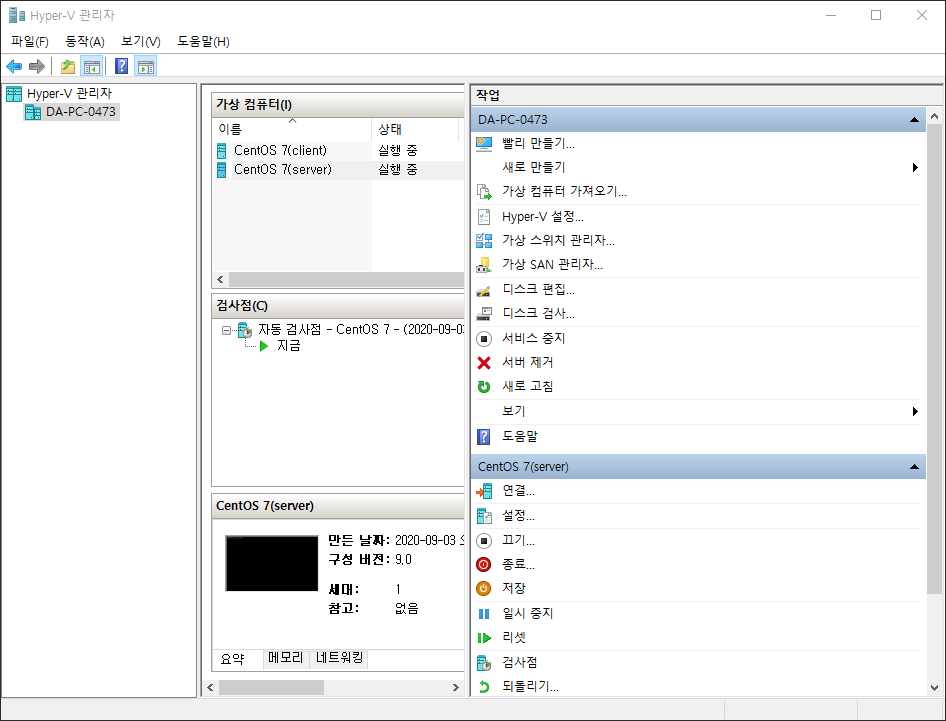 Hyper-V 관리자
파일(F) 동작(A) 보기(V) 도움말(H)
Hyper-V 관리자
DA-PC-0473
가상 컴퓨터(I)
이름 상태
CentOS 7(client) 실행 중
CentOS 7(server) 실행 중
검사점(C)
자동 검사점 - CentOS 7 - (2020-09-03
지금
CentOS 7(server)
만든 날짜: 2020-09-03
구성 버전: 9.0
세대: 1
참고: 없음
요약 메모리 네트워킹
작업
DA-PC-0473
빨리 만들기...
새로 만들기
가상 컴퓨터 가져오기...
Hyper-V 설정...
가상 스위치 관리자...
가상 SAN 관리자...
디스크 편집...
디스크 검사...
서비스 중지
서버 제거
새로 고침
보기
도움말
CentOS 7(server)
연결...
설정...
끄기...
종료...
저장
일시 중지
리셋
검사점
되돌리기...